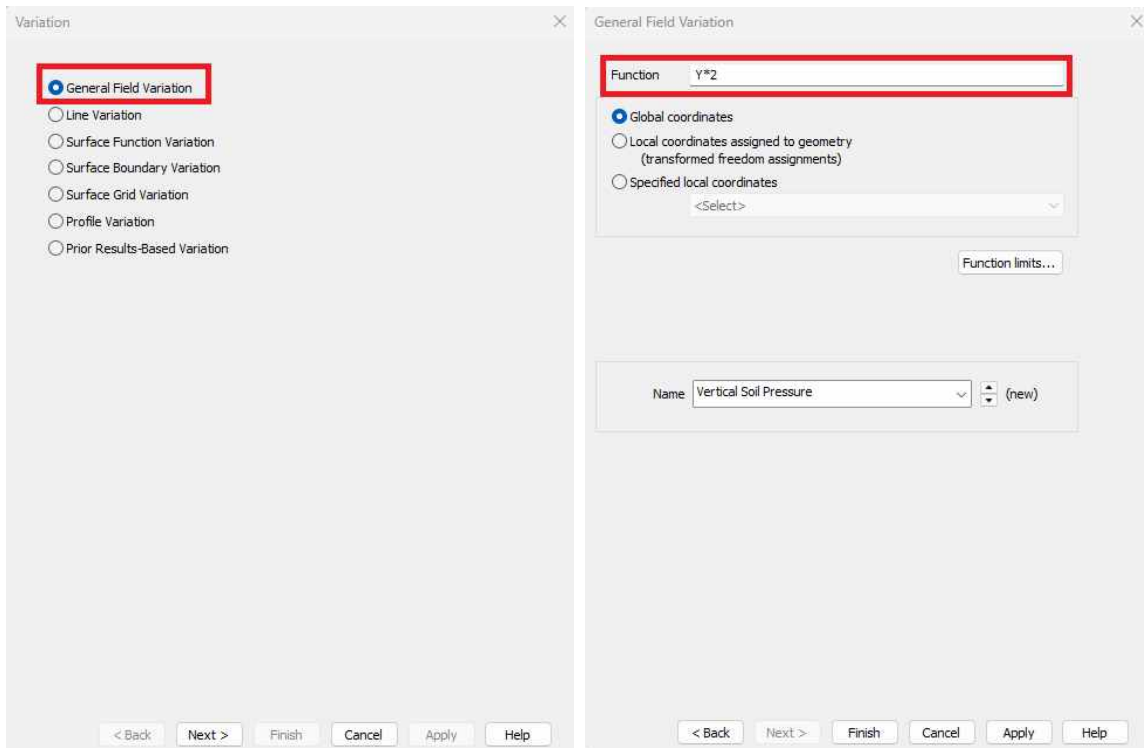 Variation
General Field Variation
Line Variation
Surface Function Variation
Surface Boundary Variation
Surface Grid Variation
Profile Variation
Prior Results-Based Variation
< Back Next > Finish Cancel Apply Help
General Field Variation
Function Y*2
Global coordinates
Local coordinates assigned to geometry
(transformed freedom assignments)
Specified local coordinates
<Select>
Function limits...
Name Vertical Soil Pressure (new)
< Back Next > Finish Cancel Apply Help